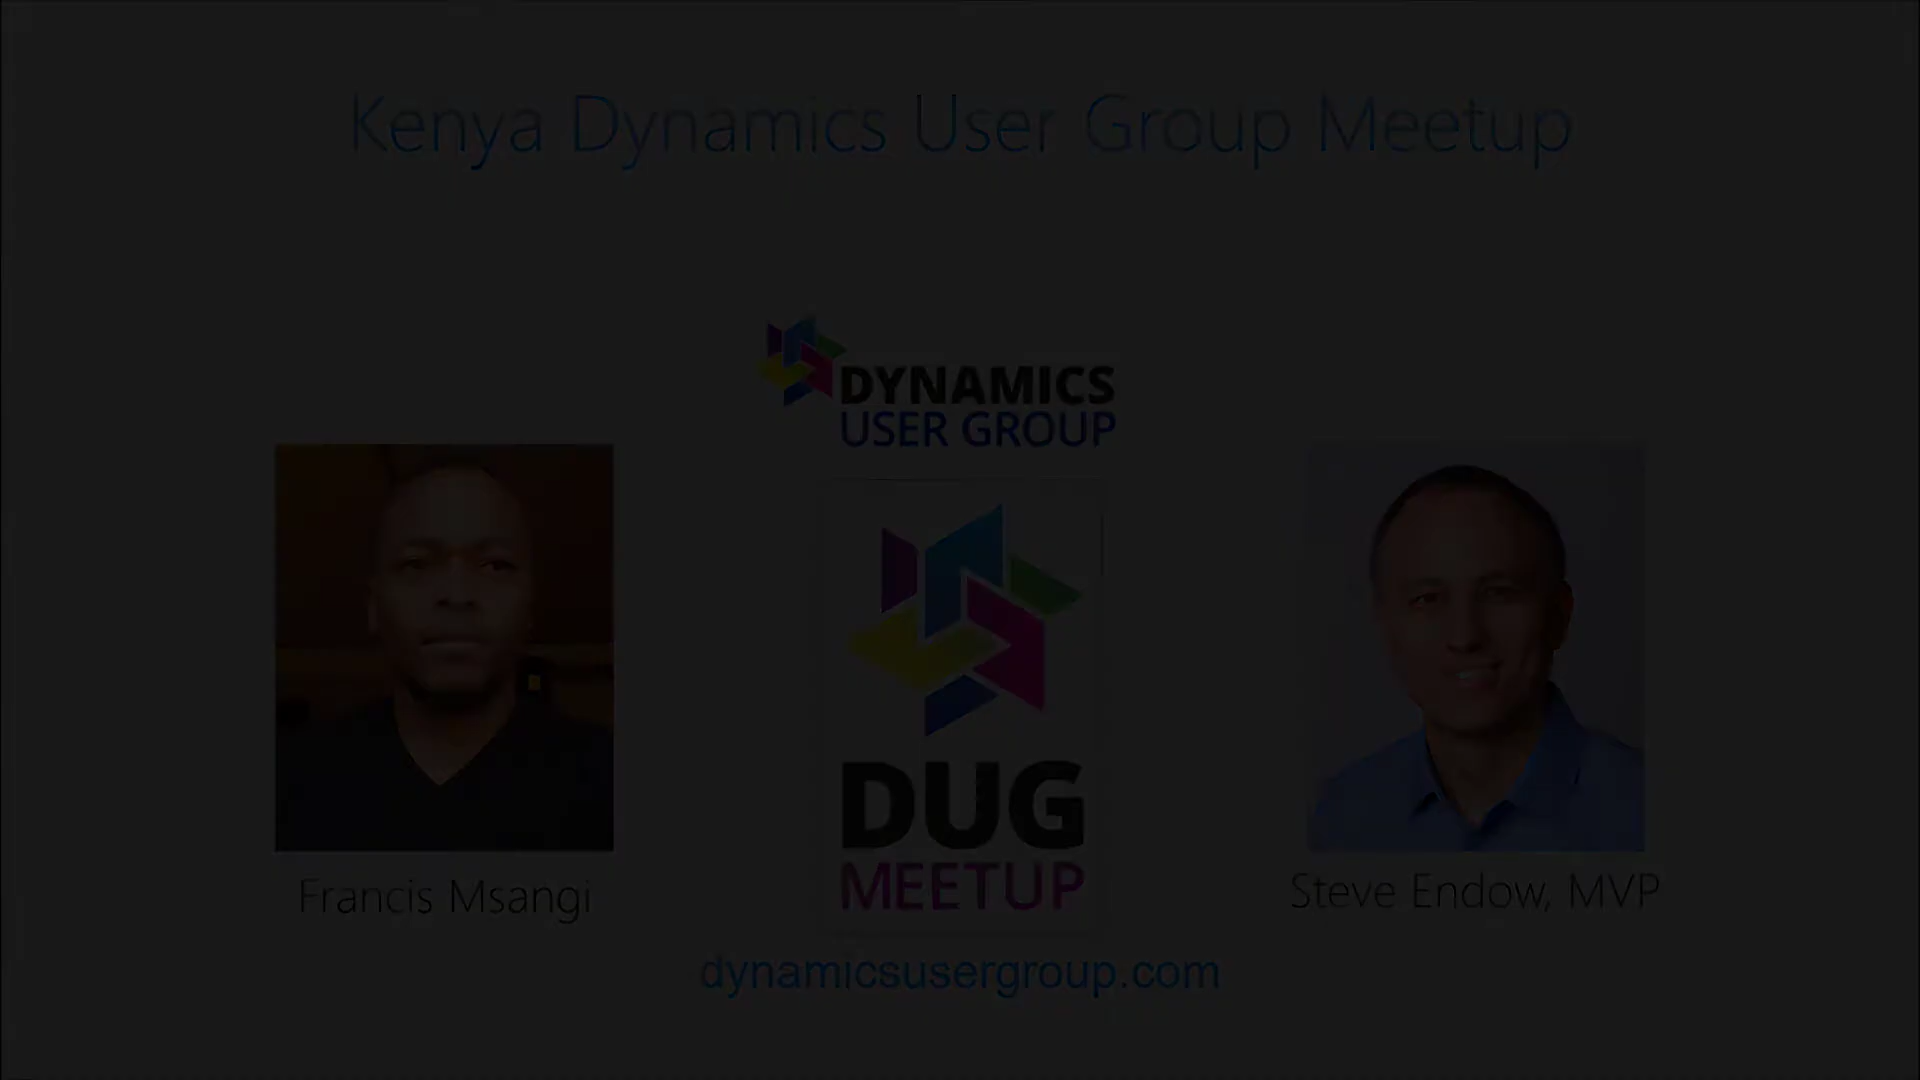 Kenya Dynamics User Group Meetup
DYNAMICS
USER GROUP
DUG
MEETUP
Francis Msangi
Steve Endow, MVP
dynamicsusergroup.com